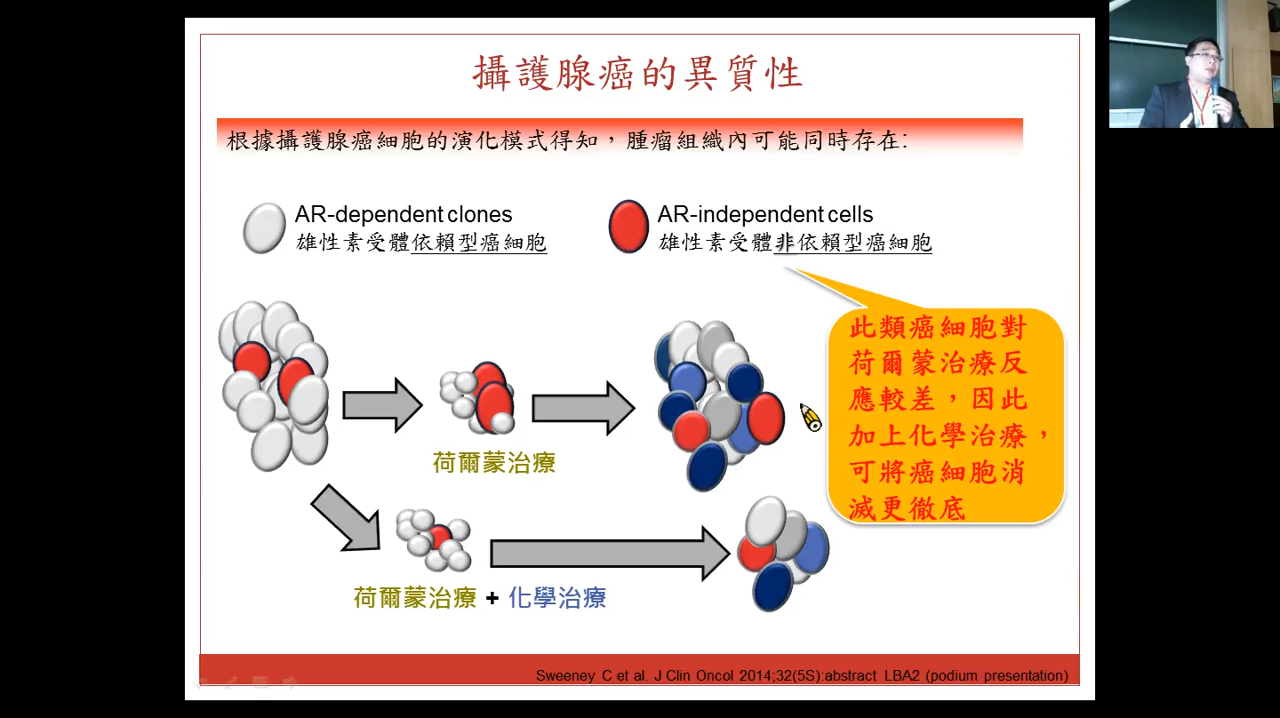 攝護腺癌的異質性
根據攝護腺癌細胞的演化模式得知，腫瘤組織內可能同時存在:
AR-dependent clones
雄性素受體依賴型癌細胞
AR-independent cells
雄性素受體非依賴型癌細胞
此類癌細胞對
荷爾蒙治療反
應較差，因此
加上化學治療，
可將癌細胞消
滅更徹底
荷爾蒙治療
荷爾蒙治療 + 化學治療
Sweeney C et al. J Clin Oncol 2014;32(5S):abstract LBA2 (podium presentation)